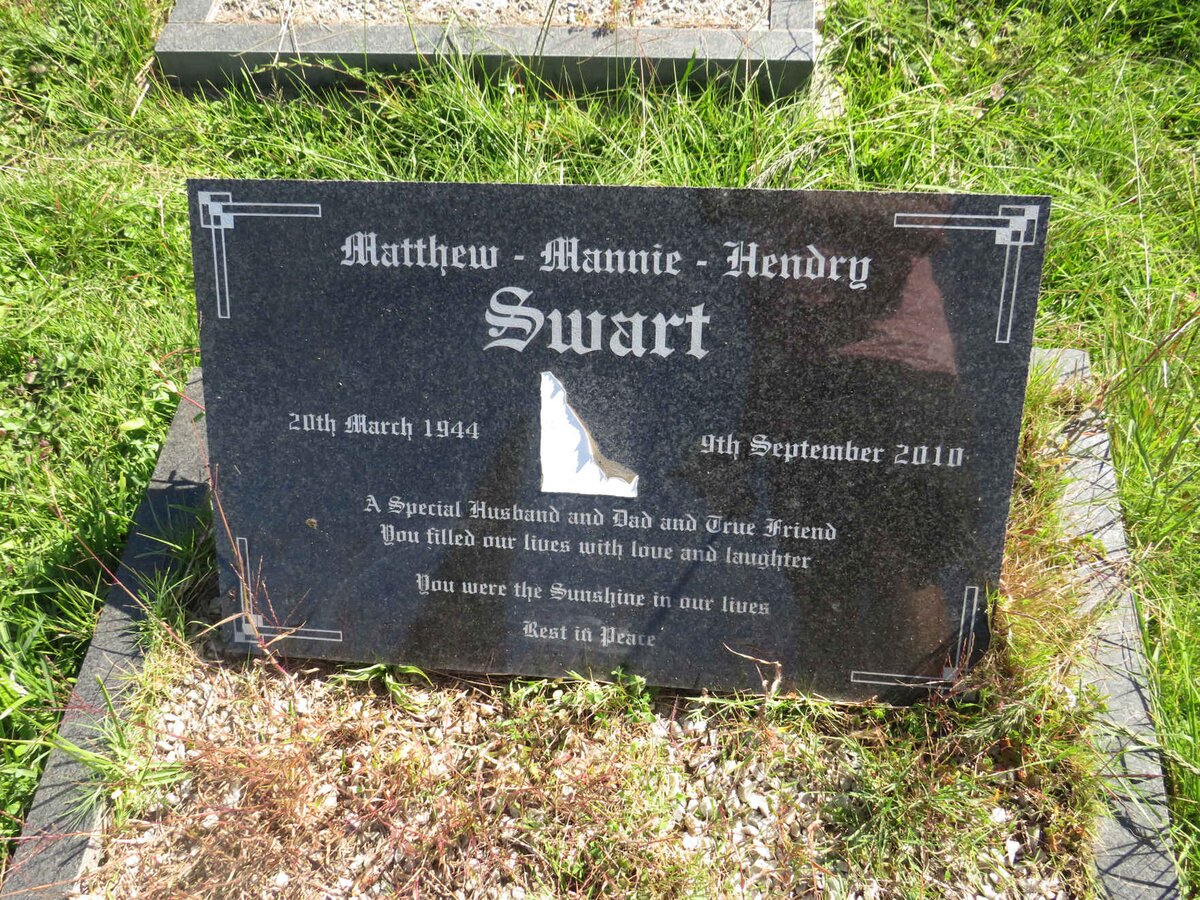 Matthew - Mannie - Hendry
Swart
20th March 1944
9th September 2010
A Special Husband and Dad and True Friend
You filled our lives with love and laughter
You were the Sunshine in our lives
Rest in Peace